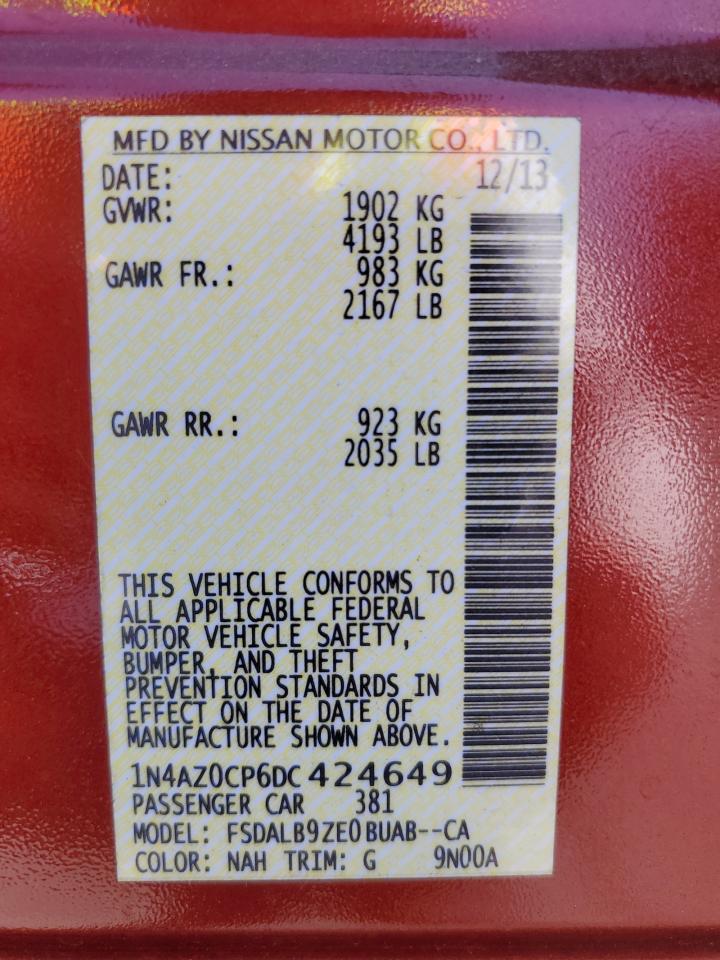 MFD BY NISSAN MOTOR CO., LTD.
DATE: 12/13
GVWR: 1902 KG
4193 LB
GAWR FR.: 983 KG
2167 LB
GAWR RR.: 923 KG
2035 LB
THIS VEHICLE CONFORMS TO
ALL APPLICABLE FEDERAL
MOTOR VEHICLE SAFETY,
BUMPER, AND THEFT
PREVENTION STANDARDS IN
EFFECT ON THE DATE OF
MANUFACTURE SHOWN ABOVE.
1N4AZ0CP6DC424649
PASSENGER CAR 381
MODEL: FSDALB9ZE0BUAB--CA
COLOR: NAH TRIM: G 9N00A